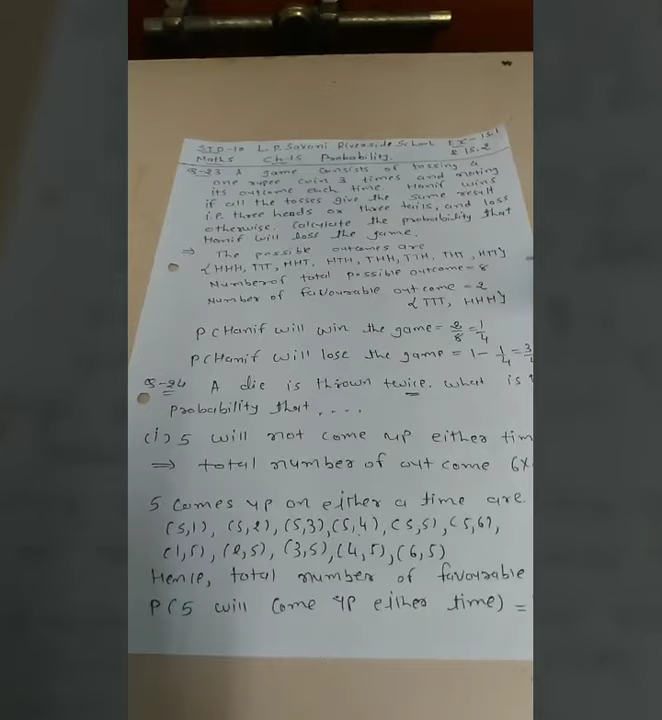 STD-10 L.P. Savani Riverside School Ex-15.1
Maths Ch-15 Probability. & 15.2
Q-23 A game consists of tossing a
one rupee coin 3 times and noting
its outcome each time. Hanif wins
if all the tosses give the same result
i.e. three heads or three tails, and loss
otherwise. Calculate the probability that
Hanif will loss the game.
⇒ The possible outcomes are
{HHH, TTT, HHT, HTH, THH, TTH, THT, HTT}
Number of total possible outcome = 8
Number of favourable outcome = 2
{TTT, HHH}
P(Hanif will win the game = 2/8 = 1/4
P(Hanif will lose the game = 1 - 1/4 = 3/4
Q-24 A die is thrown twice. what is
probability that ....
(i) 5 will not come up either tim
⇒ total number of out come 6×
5 comes up on either a time are
(5,1), (5,2), (5,3), (5,4), (5,5), (5,6),
(1,5), (2,5), (3,5), (4,5), (6,5)
Hence, total number of favourable
P(5 will come up either time) =